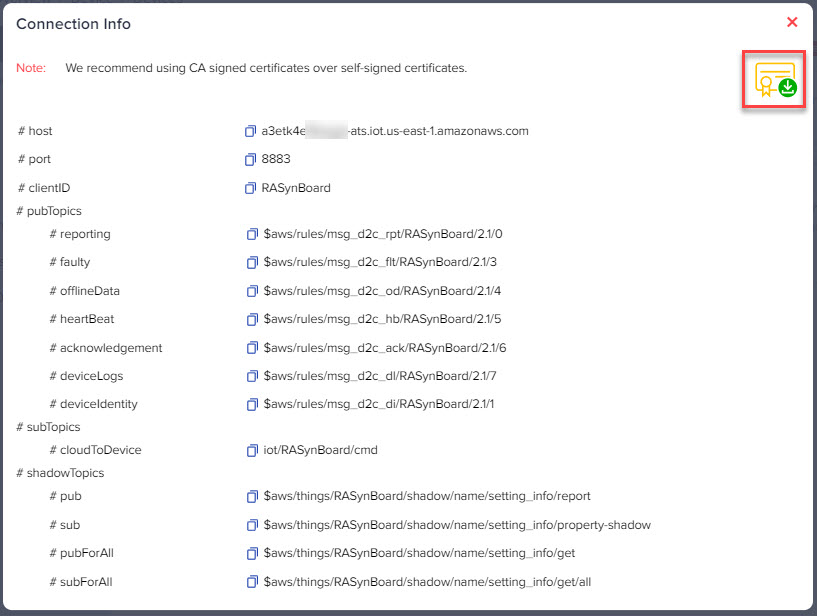 Connection Info
Note: We recommend using CA signed certificates over self-signed certificates.
# host a3etk4e -ats.iot.us-east-1.amazonaws.com
# port 8883
# clientID RASynBoard
# pubTopics
# reporting $aws/rules/msg_d2c_rpt/RASynBoard/2.1/0
# faulty $aws/rules/msg_d2c_flt/RASynBoard/2.1/3
# offlineData $aws/rules/msg_d2c_od/RASynBoard/2.1/4
# heartBeat $aws/rules/msg_d2c_hb/RASynBoard/2.1/5
# acknowledgement $aws/rules/msg_d2c_ack/RASynBoard/2.1/6
# deviceLogs $aws/rules/msg_d2c_dl/RASynBoard/2.1/7
# deviceIdentity $aws/rules/msg_d2c_di/RASynBoard/2.1/1
# subTopics
# cloudToDevice iot/RASynBoard/cmd
# shadowTopics
# pub $aws/things/RASynBoard/shadow/name/setting_info/report
# sub $aws/things/RASynBoard/shadow/name/setting_info/property-shadow
# pubForAll $aws/things/RASynBoard/shadow/name/setting_info/get
# subForAll $aws/things/RASynBoard/shadow/name/setting_info/get/all